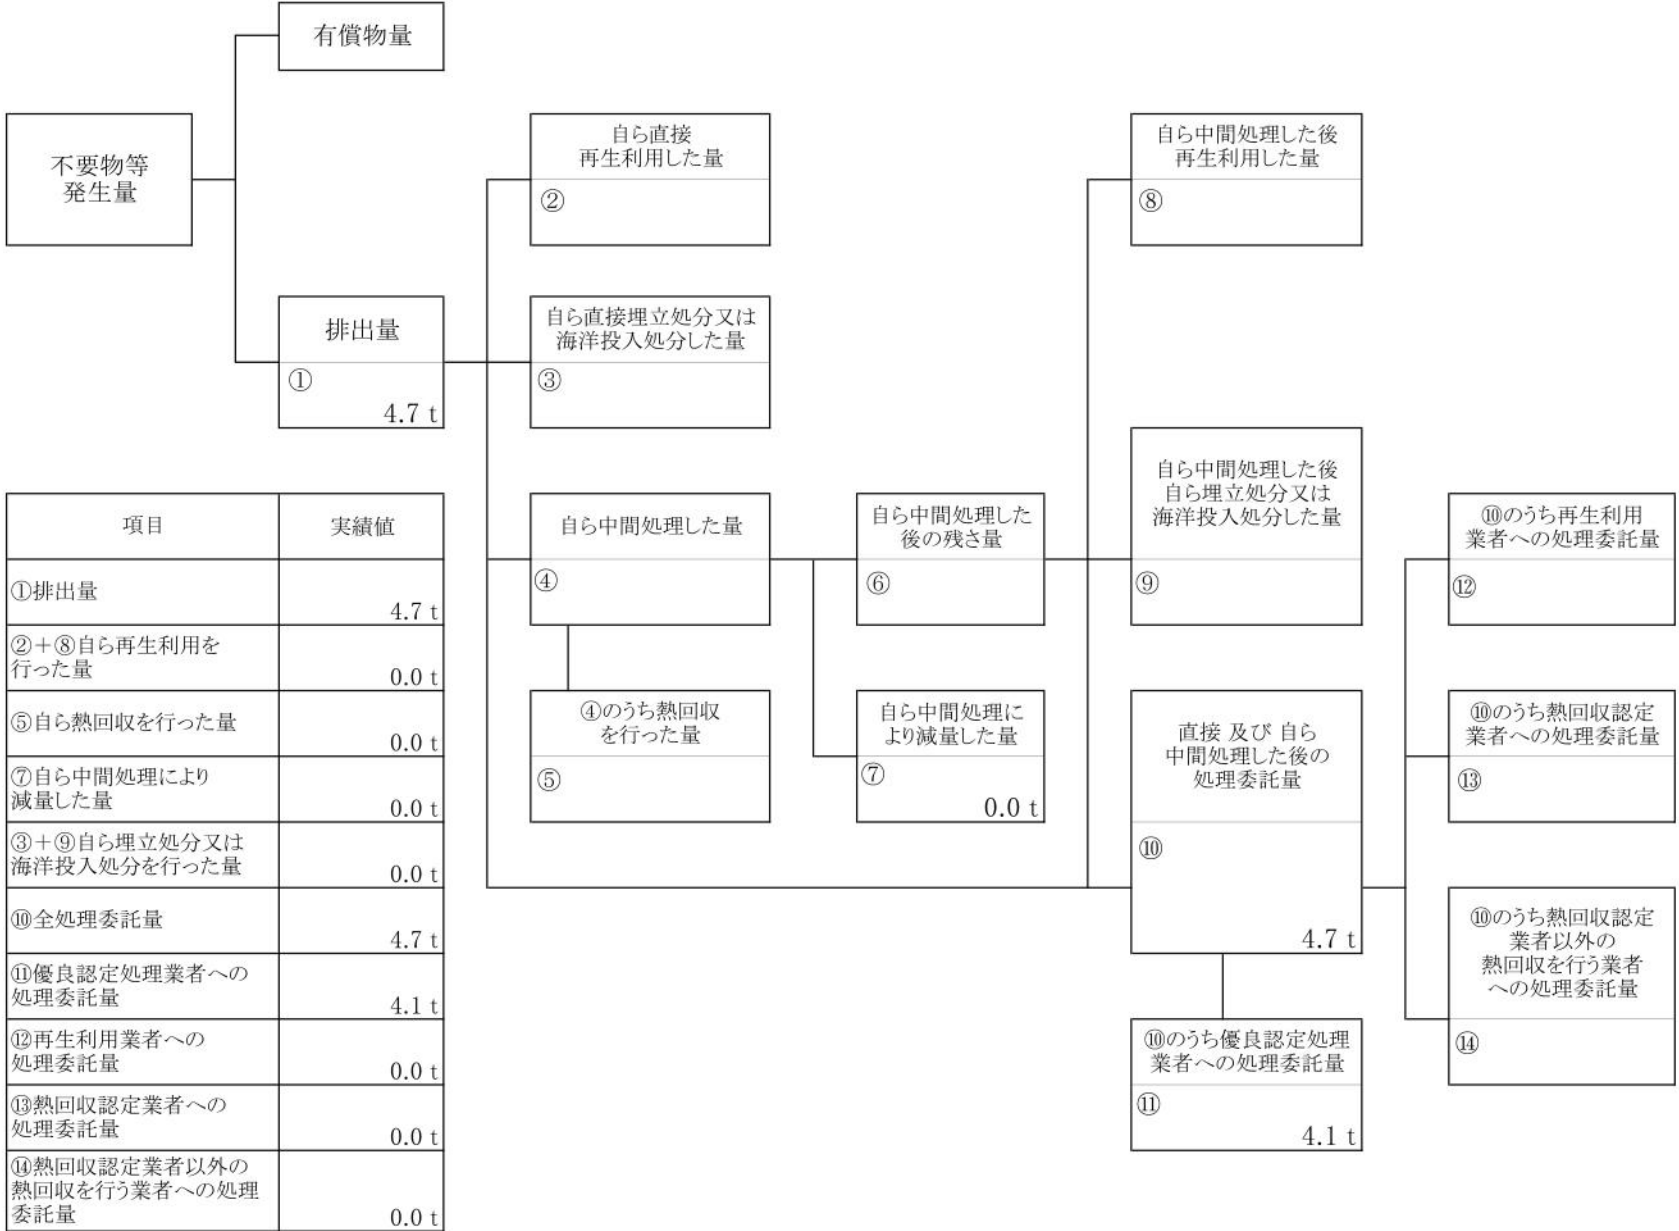 有償物量
不要物等
発生量
自ら直接
再生利用した量
②
自ら中間処理した後
再生利用した量
⑧
排出量
①
4.7 t
自ら直接埋立処分又は
海洋投入処分した量
③
自ら中間処理した量
④
自ら中間処理した
後の残さ量
⑥
自ら中間処理した後
自ら埋立処分又は
海洋投入処分した量
⑨
⑩のうち再生利用
業者への処理委託量
⑫
④のうち熱回収
を行った量
⑤
自ら中間処理に
より減量した量
⑦
0.0 t
直接 及び 自ら
中間処理した後の
処理委託量
⑩
4.7 t
⑩のうち熱回収認定
業者への処理委託量
⑬
⑩のうち熱回収認定
業者以外の
熱回収を行う業者
への処理委託量
⑭
⑩のうち優良認定処理
業者への処理委託量
⑪
4.1 t
項目
実績値
①排出量
4.7 t
②＋⑧自ら再生利用を
行った量
0.0 t
⑤自ら熱回収を行った量
0.0 t
⑦自ら中間処理により
減量した量
0.0 t
③＋⑨自ら埋立処分又は
海洋投入処分を行った量
0.0 t
⑩全処理委託量
4.7 t
⑪優良認定処理業者への
処理委託量
4.1 t
⑫再生利用業者への
処理委託量
0.0 t
⑬熱回収認定業者への
処理委託量
0.0 t
⑭熱回収認定業者以外の
熱回収を行う業者への処理
委託量
0.0 t